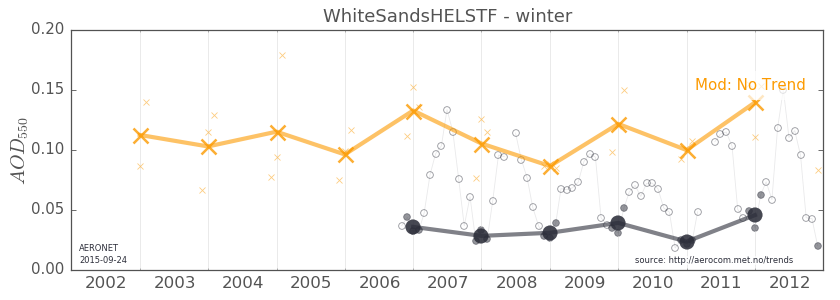 WhiteSandsHELSTF - winter
0.20
0.15
0.10
0.05
0.00
AOD550
Mod: No Trend
AERONET
2015-09-24
source: http://aerocom.met.no/trends
2002 2003 2004 2005 2006 2007 2008 2009 2010 2011 2012